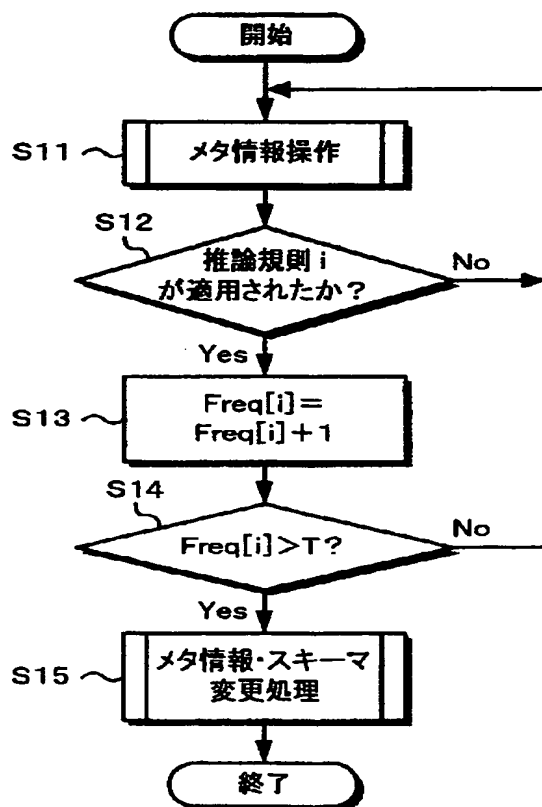 開始
S11
メタ情報操作
S12
推論規則 i
が適用されたか?
No
Yes
S13
Freq[i]=
Freq[i]+1
S14
Freq[i]>T?
No
Yes
S15
メタ情報・スキーマ
変更処理
終了